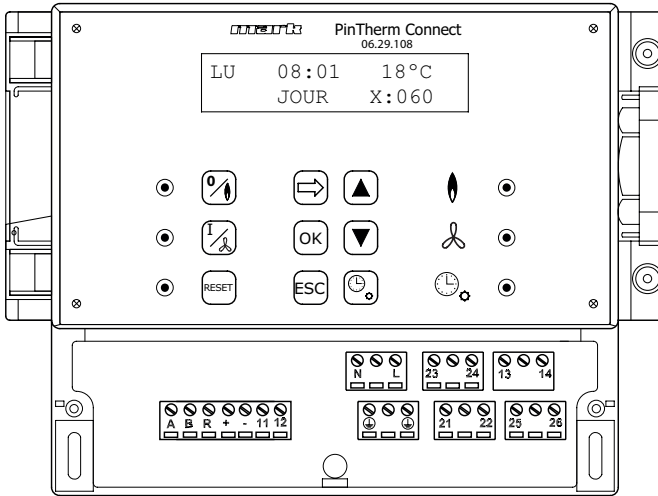 mark PinTherm Connect
06.29.108
LU 08:01 18°C
JOUR X:060
0/
I/
OK
RESET ESC
N L 23 24 13 14
A B R + - 11 12
21 22 25 26